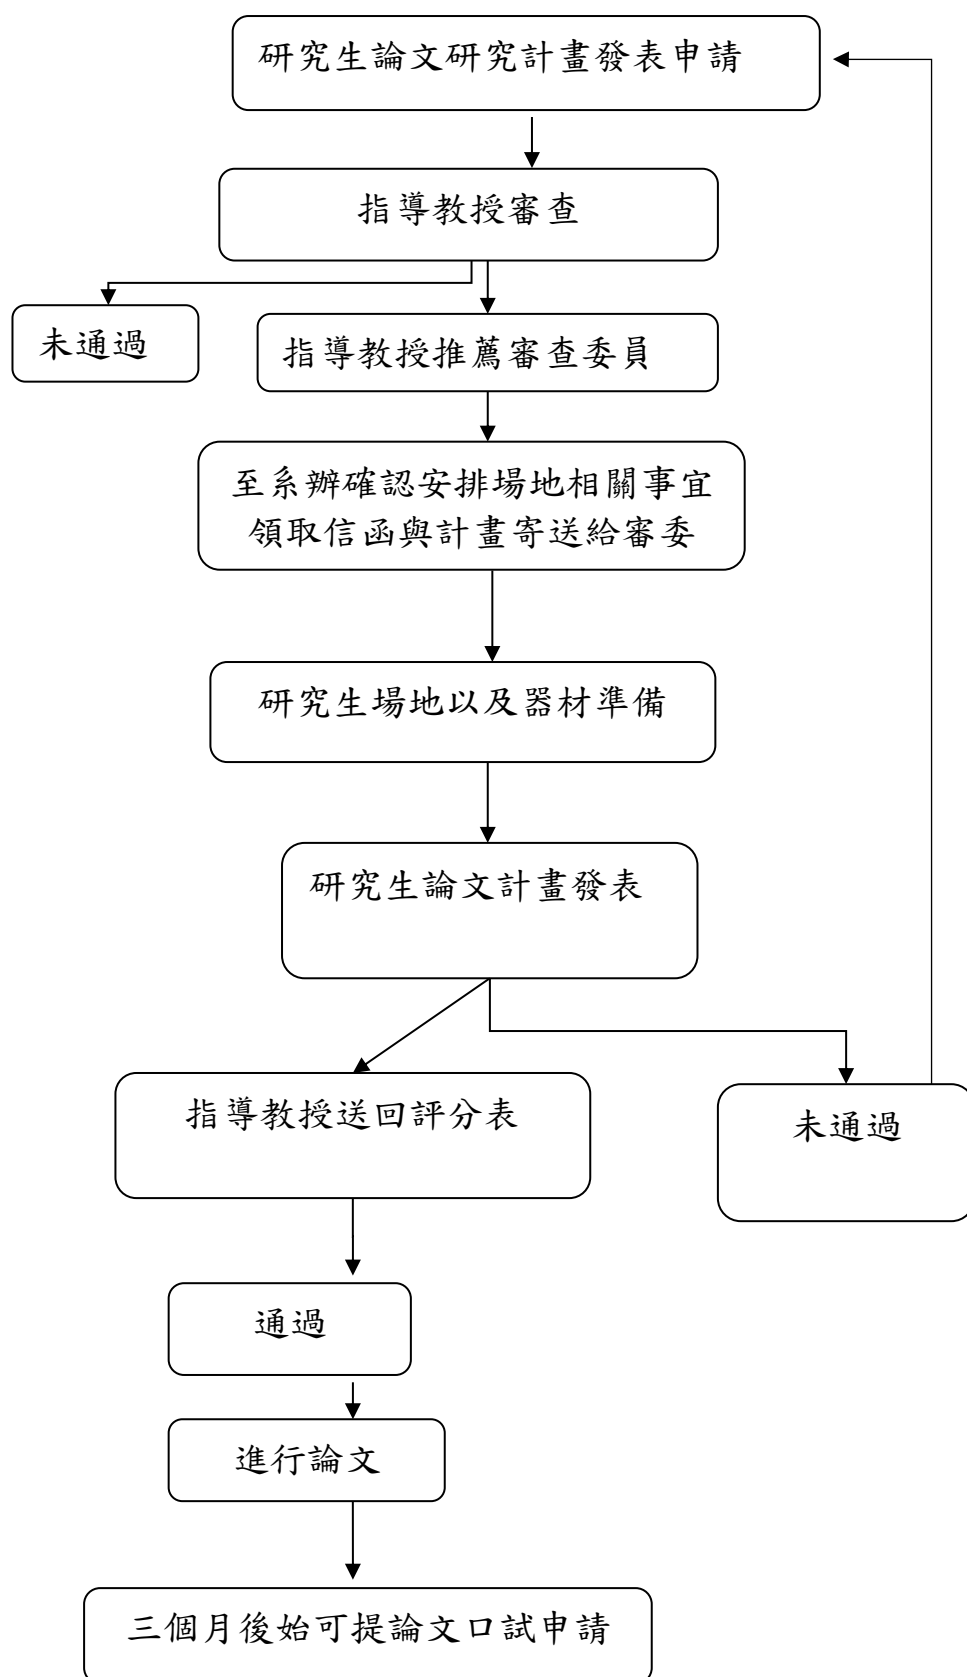 研究生論文研究計畫發表申請
指導教授審查
未通過
指導教授推薦審查委員
至系辦確認安排場地相關事宜
領取信函與計畫寄送給審委
研究生場地以及器材準備
研究生論文計畫發表
指導教授送回評分表
未通過
通過
進行論文
三個月後始可提論文口試申請